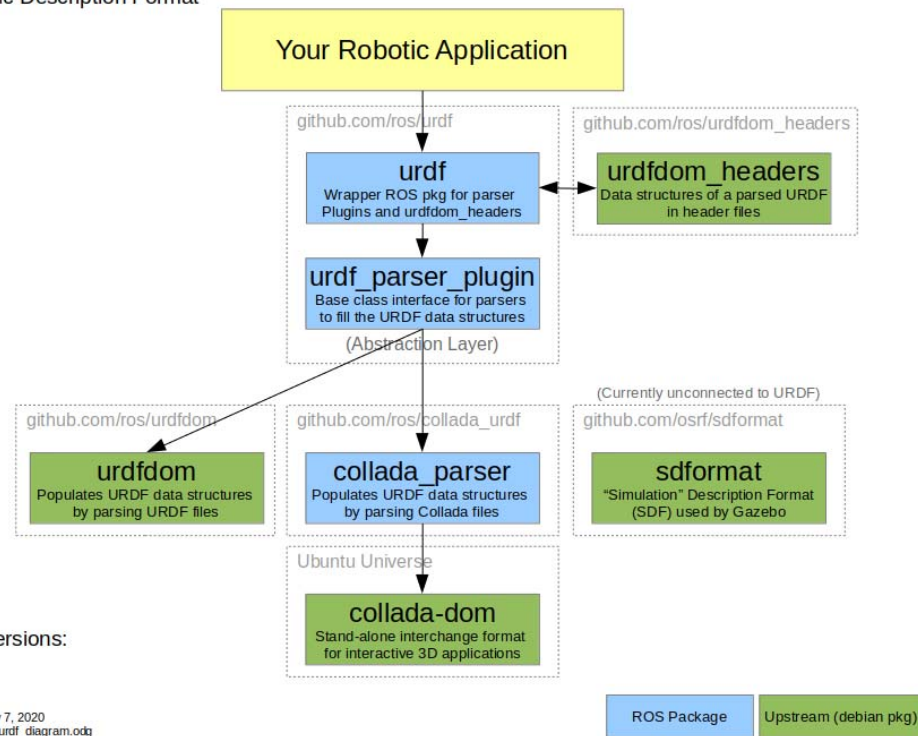 Description Format
Your Robotic Application
github.com/ros/urdf
urdf
Wrapper ROS pkg for parser
Plugins and urdfdom_headers
github.com/ros/urdfdom_headers
urdfdom_headers
Data structures of a parsed URDF
in header files
urdf_parser_plugin
Base class interface for parsers
to fill the URDF data structures
(Abstraction Layer)
github.com/ros/urdfdom
urdfdom
Populates URDF data structures
by parsing URDF files
github.com/ros/collada_urdf
collada_parser
Populates URDF data structures
by parsing Collada files
(Currently unconnected to URDF)
github.com/osrf/sdformat
sdformat
“Simulation” Description Format
(SDF) used by Gazebo
Ubuntu Universe
collada-dom
Stand-alone interchange format
for interactive 3D applications
ersions:
7, 2020
urdf_diagram.odg
ROS Package
Upstream (debian pkg)